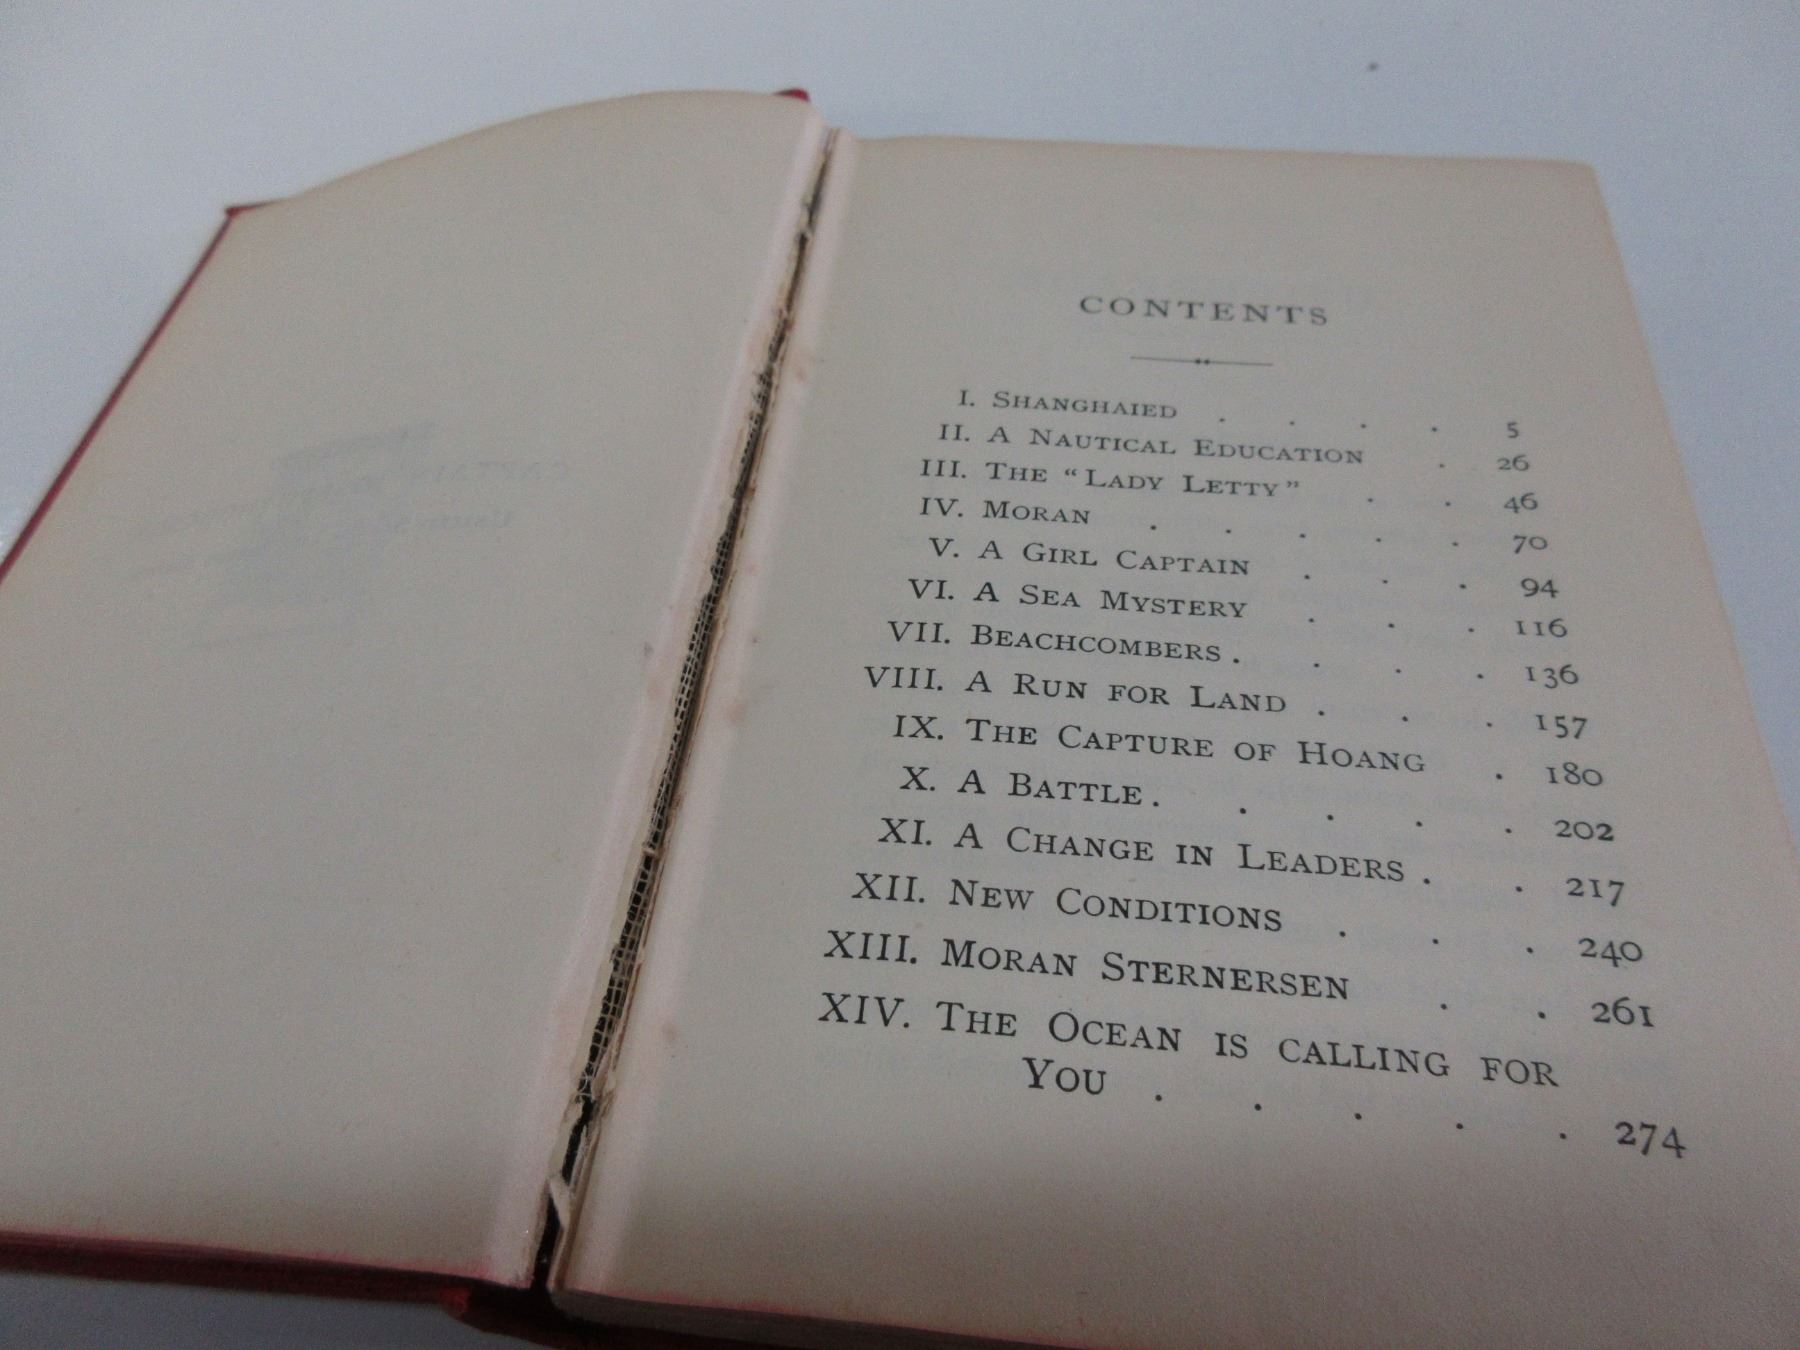 CONTENTS
I. SHANGHAIED . . . . 5
II. A NAUTICAL EDUCATION . 26
III. THE "LADY LETTY" . . 46
IV. MORAN . . . . . 70
V. A GIRL CAPTAIN . . . 94
VI. A SEA MYSTERY . . . 116
VII. BEACHCOMBERS . . . . 136
VIII. A RUN FOR LAND . . . 157
IX. THE CAPTURE OF HOANG . 180
X. A BATTLE . . . . . 202
XI. A CHANGE IN LEADERS . . 217
XII. NEW CONDITIONS . . . 240
XIII. MORAN STERNERSEN . . 261
XIV. THE OCEAN IS CALLING FOR
YOU . . . . . 274